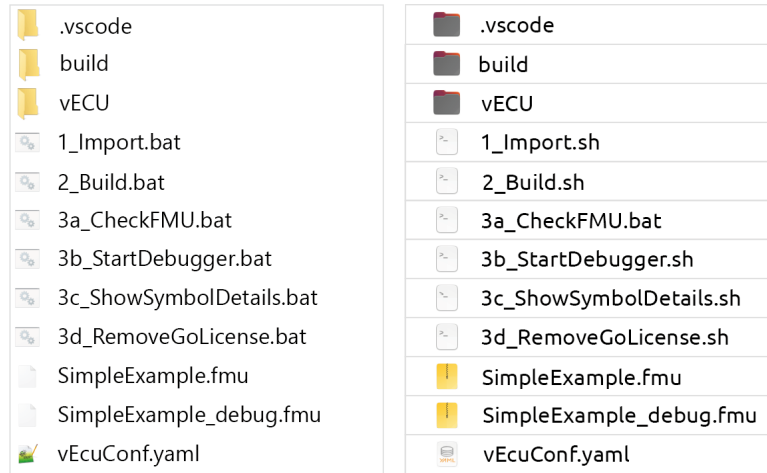 .vscode
build
vECU
1_Import.bat
2_Build.bat
3a_CheckFMU.bat
3b_StartDebugger.bat
3c_ShowSymbolDetails.bat
3d_RemoveGoLicense.bat
SimpleExample.fmu
SimpleExample_debug.fmu
vEcuConf.yaml
.vscode
build
vECU
1_Import.sh
2_Build.sh
3a_CheckFMU.bat
3b_StartDebugger.sh
3c_ShowSymbolDetails.sh
3d_RemoveGoLicense.sh
SimpleExample.fmu
SimpleExample_debug.fmu
vEcuConf.yaml